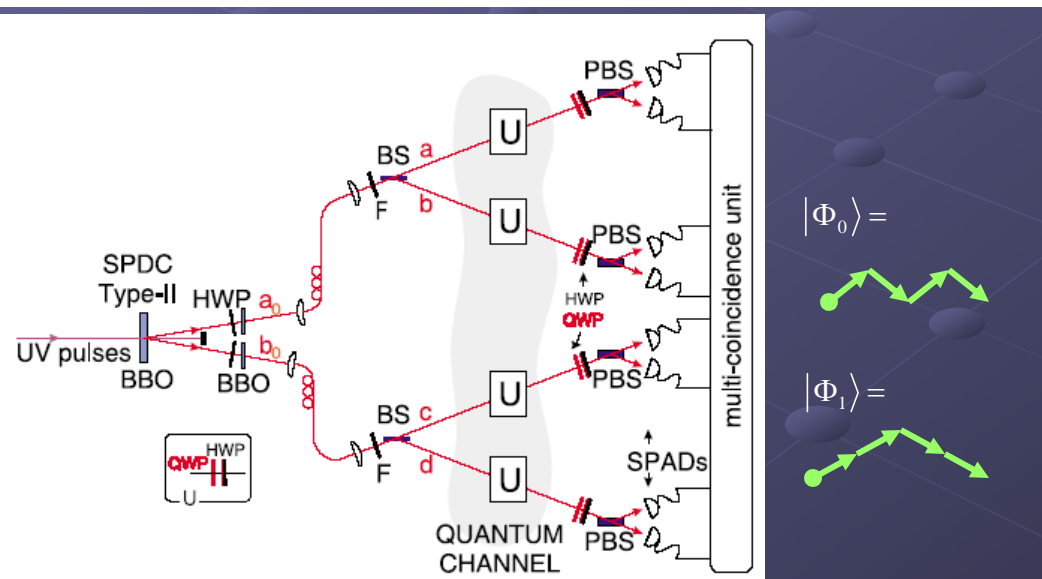 PBS
BS
a
U
b
F
U
PBS
SPDC
Type-II
HWP
a₀
UV pulses
b₀
BBO
BBO
HWP
QWP
PBS
BS
c
U
F
d
U
SPADs
PBS
QWP
HWP
U
QUANTUM
CHANNEL
multi-coincidence unit
|Φ₀⟩=
|Φ₁⟩=